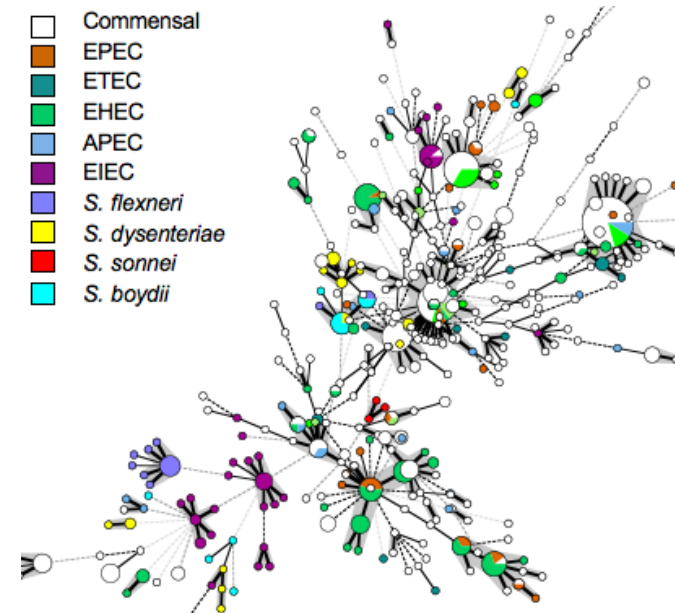 Commensal
EPEC
ETEC
EHEC
APEC
EIEC
S. flexneri
S. dysenteriae
S. sonnei
S. boydii